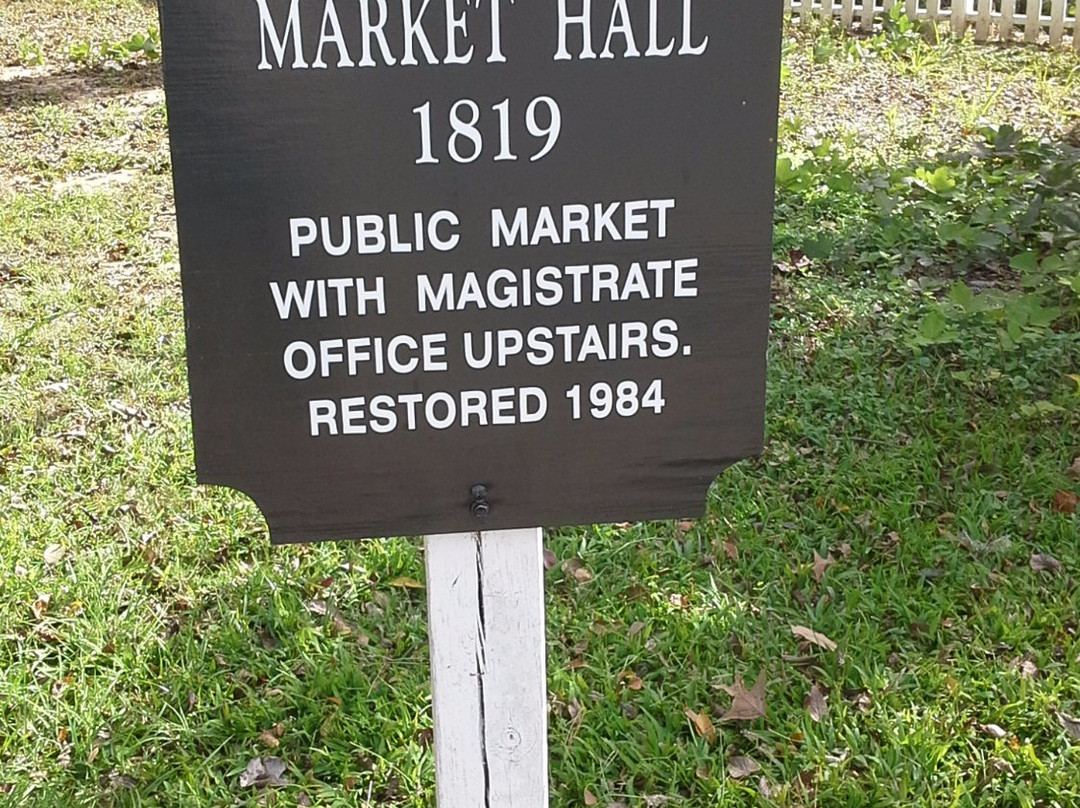 MARKET HALL
1819
PUBLIC MARKET
WITH MAGISTRATE
OFFICE UPSTAIRS.
RESTORED 1984